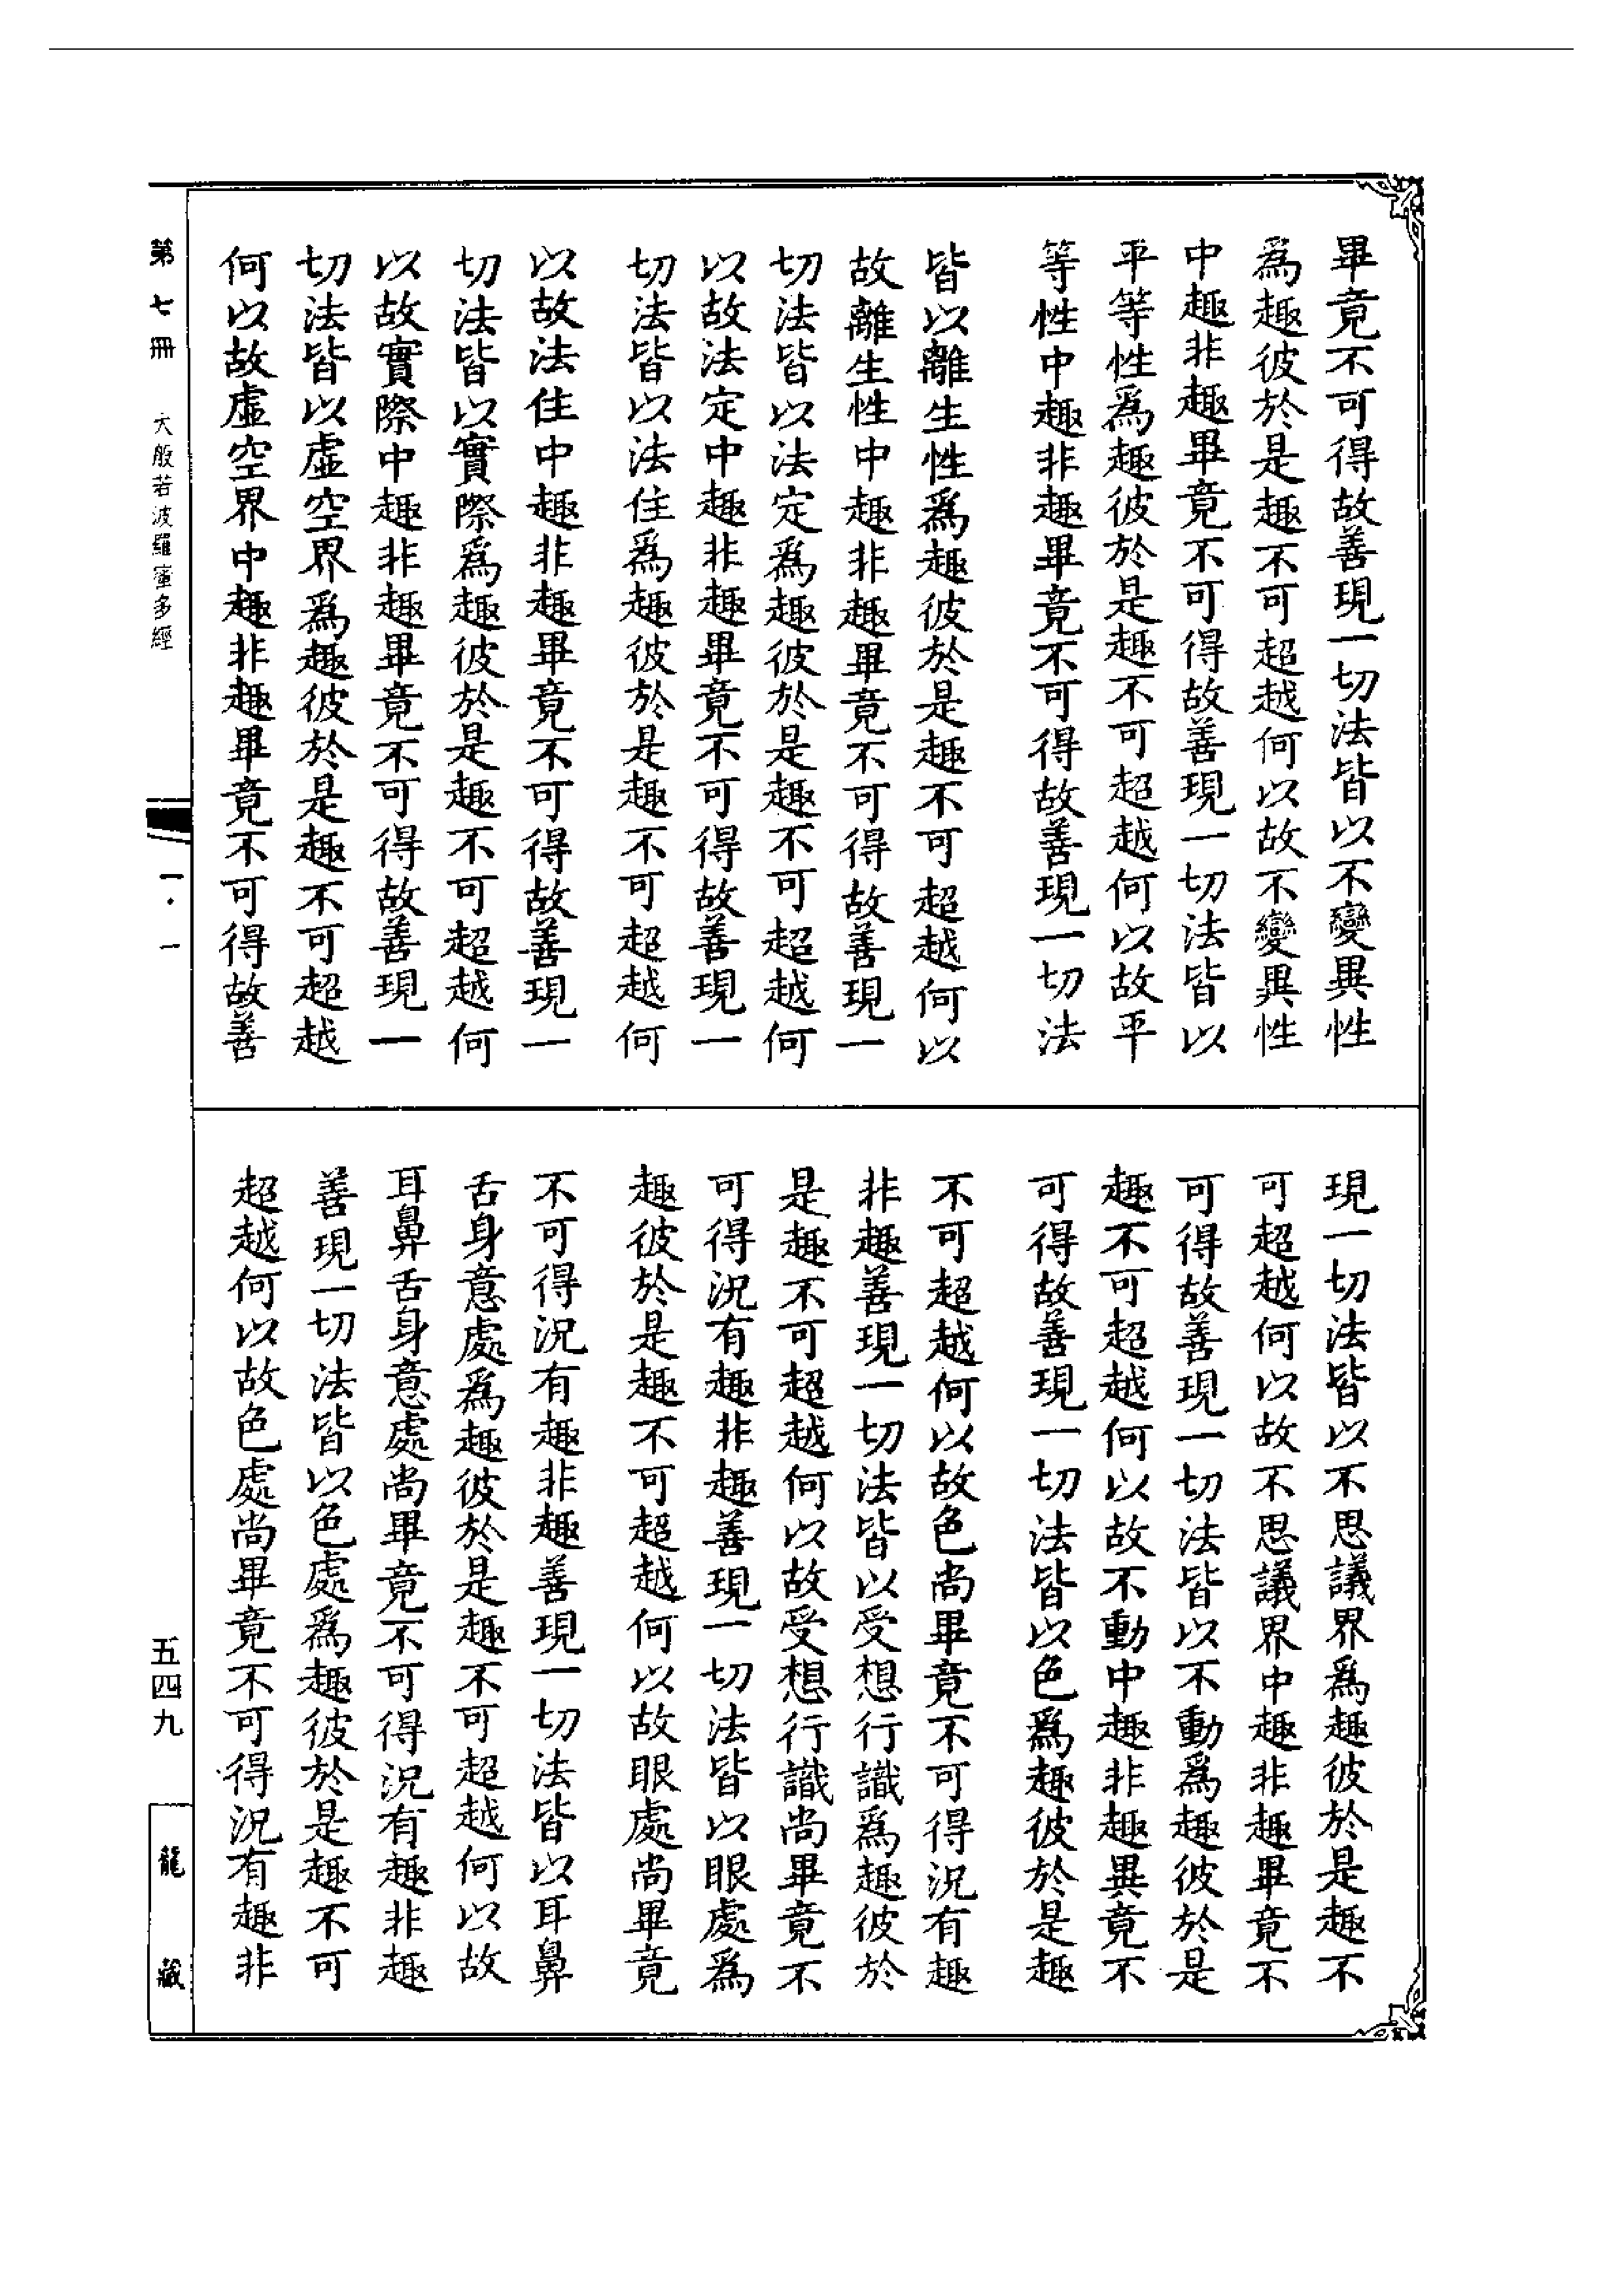 畢竟不可得故善現一切法皆以不變異性
爲趣彼於是趣不可超越何以故不變異性
中趣非趣畢竟不可得故善現一切法皆以
平等性爲趣彼於是趣不可超越何以故平
等性中趣非趣畢竟不可得故善現一切法
皆以離生性爲趣彼於是趣不可超越何以
故離生性中趣非趣畢竟不可得故善現一
切法皆以法定爲趣彼於是趣不可超越何
以故法定中趣非趣畢竟不可得故善現一
切法皆以法住爲趣彼於是趣不可超越何
以故法住中趣非趣畢竟不可得故善現一
切法皆以實際爲趣彼於是趣不可超越何
以故實際中趣非趣畢竟不可得故善現一
切法皆以虛空界爲趣彼於是趣不可超越
何以故虛空界中趣非趣畢竟不可得故善
現一切法皆以不思議界爲趣彼於是趣不
可超越何以故不思議界中趣非趣畢竟不
可得故善現一切法皆以不動爲趣彼於是
趣不可超越何以故不動中趣非趣畢竟不
可得故善現一切法皆以色爲趣彼於是趣
不可超越何以故色尚畢竟不可得況有趣
非趣善現一切法皆以受想行識爲趣彼於
是趣不可超越何以故受想行識尚畢竟不
可得況有趣非趣善現一切法皆以眼處爲
趣彼於是趣不可超越何以故眼處尚畢竟
不可得況有趣非趣善現一切法皆以耳鼻
舌身意處爲趣彼於是趣不可超越何以故
耳鼻舌身意處尚畢竟不可得況有趣非趣
善現一切法皆以色處爲趣彼於是趣不可
超越何以故色處尚畢竟不可得況有趣非
第七冊 大般若波羅蜜多經 一·一 五四九 龍藏